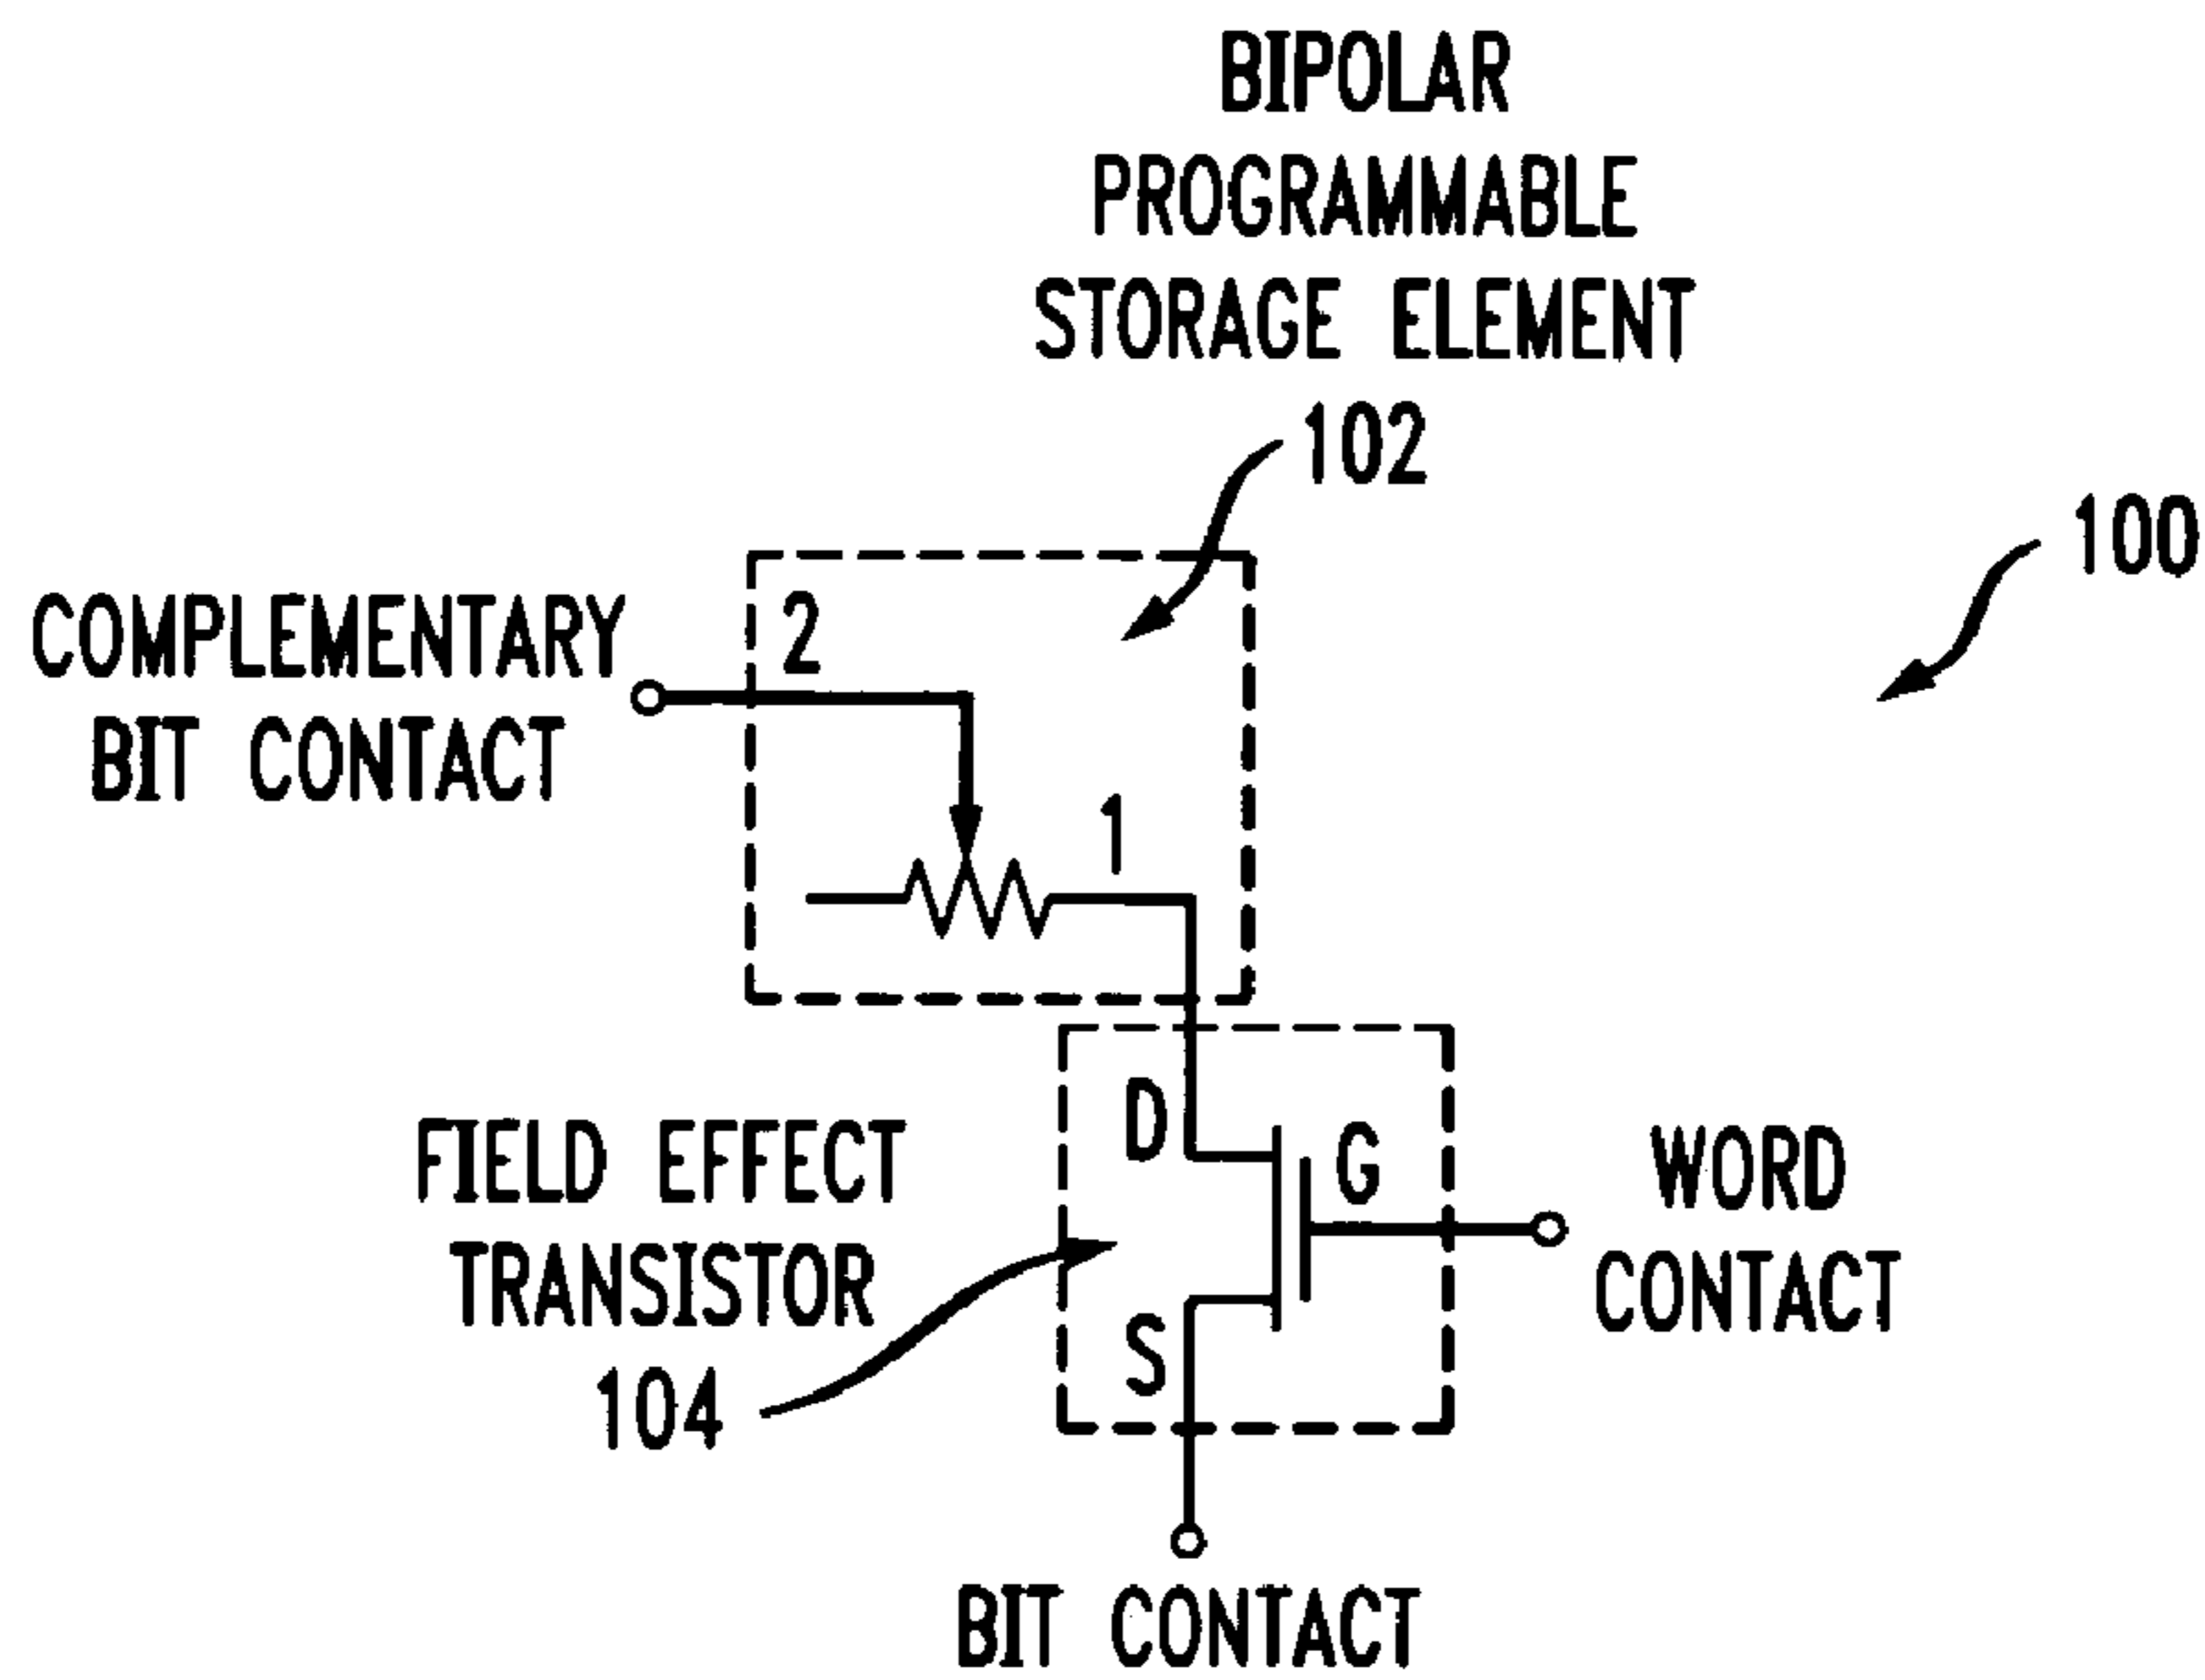 BIPOLAR
PROGRAMMABLE
STORAGE ELEMENT
102
100
COMPLEMENTARY
BIT CONTACT
2
1
D
G
S
FIELD EFFECT
TRANSISTOR
104
WORD
CONTACT
BIT CONTACT